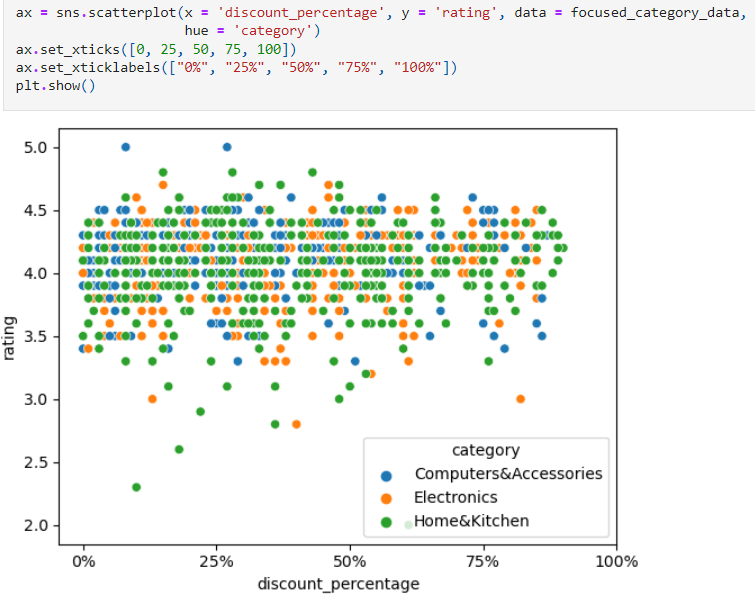 ax = sns.scatterplot(x = 'discount_percentage', y = 'rating', data = focused_category_data,
hue = 'category')
ax.set_xticks([0, 25, 50, 75, 100])
ax.set_xticklabels(["0%", "25%", "50%", "75%", "100%"])
plt.show()
5.0
4.5
4.0
3.5
3.0
2.5
2.0
rating
category
Computers&Accessories
Electronics
Home&Kitchen
0% 25% 50% 75% 100%
discount_percentage